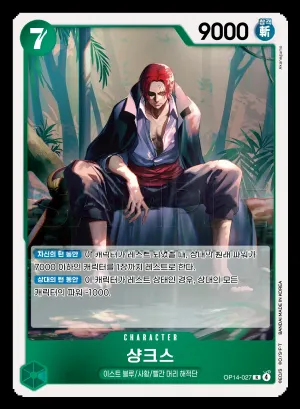 7
9000
합격
斬
자신의 턴 동안 이 캐릭터가 레스트 되었을 때, 상대의 원래 파워가
7000 이하인 캐릭터를 1장까지 레스트로 한다.
상대의 턴 동안 이 캐릭터가 레스트 상태인 경우, 상대의 모든
캐릭터의 파워 -1000.
CHARACTER
샹크스
이스트 블루/사황/빨간 머리 해적단
OP14-027
BANDAI MADE IN KOREA